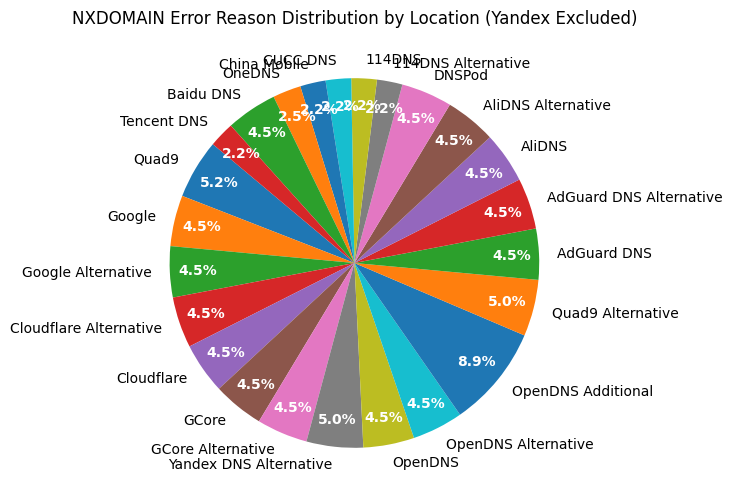 NXDOMAIN Error Reason Distribution by Location (Yandex Excluded)
Quad9
5.2%
Google
4.5%
Google Alternative
4.5%
Cloudflare Alternative
4.5%
Cloudflare
4.5%
GCore
4.5%
GCore Alternative
4.5%
Yandex DNS Alternative
5.0%
OpenDNS
4.5%
OpenDNS Alternative
4.5%
OpenDNS Additional
8.9%
Quad9 Alternative
5.0%
AdGuard DNS
4.5%
AdGuard DNS Alternative
4.5%
AliDNS
4.5%
AliDNS Alternative
4.5%
DNSPod
4.5%
114DNS Alternative
2.2%
114DNS
2.2%
CUCC DNS
2.2%
China Mobile
2.2%
OneDNS
2.5%
Baidu DNS
4.5%
Tencent DNS
2.2%